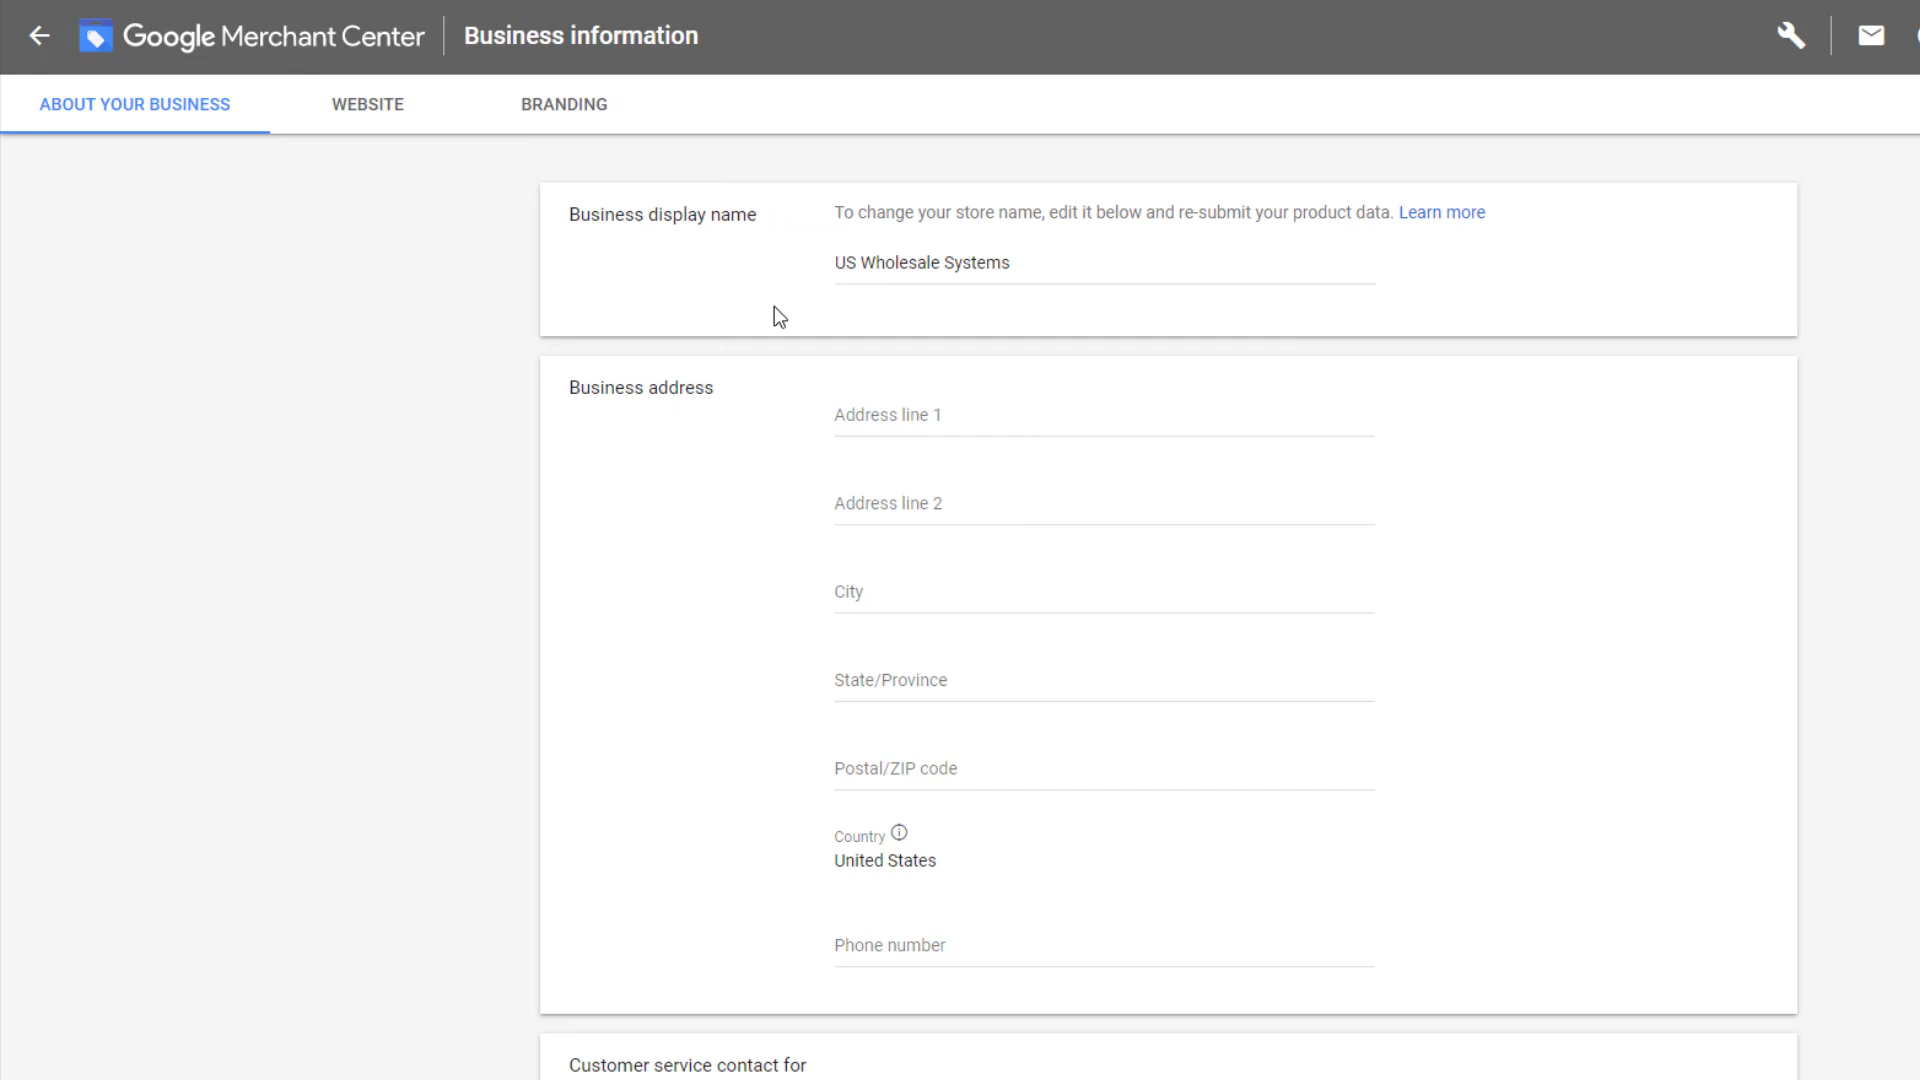 Google Merchant Center
Business information
ABOUT YOUR BUSINESS
WEBSITE
BRANDING
Business display name
To change your store name, edit it below and re-submit your product data. Learn more
US Wholesale Systems
Business address
Address line 1
Address line 2
City
State/Province
Postal/ZIP code
Country
United States
Phone number
Customer service contact for